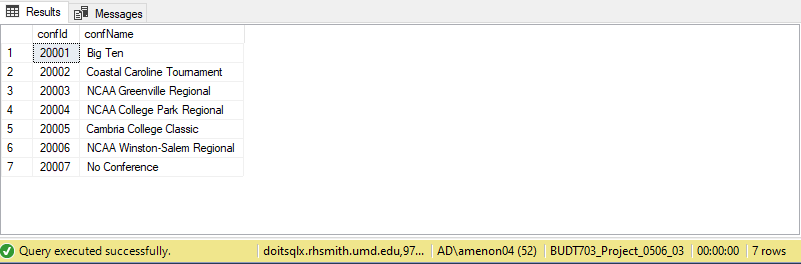 Results Messages
confId confName
1 20001 Big Ten
2 20002 Coastal Caroline Tournament
3 20003 NCAA Greenville Regional
4 20004 NCAA College Park Regional
5 20005 Cambria College Classic
6 20006 NCAA Winston-Salem Regional
7 20007 No Conference
Query executed successfully. doitsqlx.rhsmith.umd.edu,97... AD\amenon04 (52) BUDT703_Project_0506_03 00:00:00 7 rows